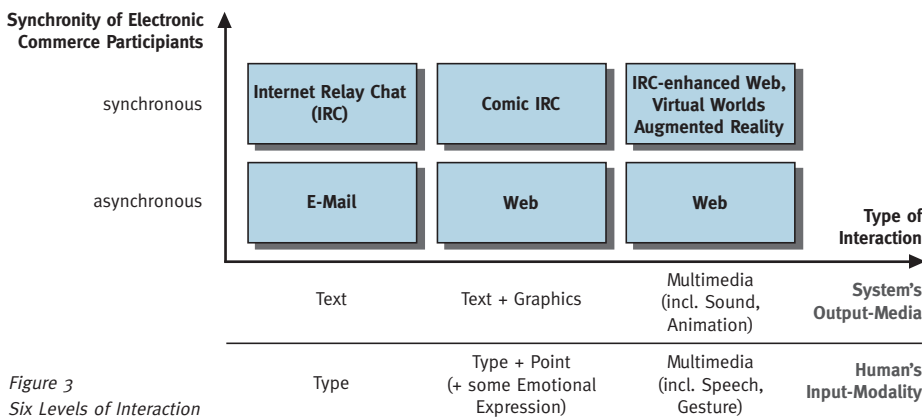 Synchronity of Electronic
Commerce Participiants
synchronous
Internet Relay Chat
(IRC)
Comic IRC
IRC-enhanced Web,
Virtual Worlds
Augmented Reality
asynchronous
E-Mail
Web
Web
Type of
Interaction
Text
Text + Graphics
Multimedia
(incl. Sound,
Animation)
System's
Output-Media
Type
Type + Point
(+ some Emotional
Expression)
Multimedia
(incl. Speech,
Gesture)
Human's
Input-Modality
Figure 3
Six Levels of Interaction